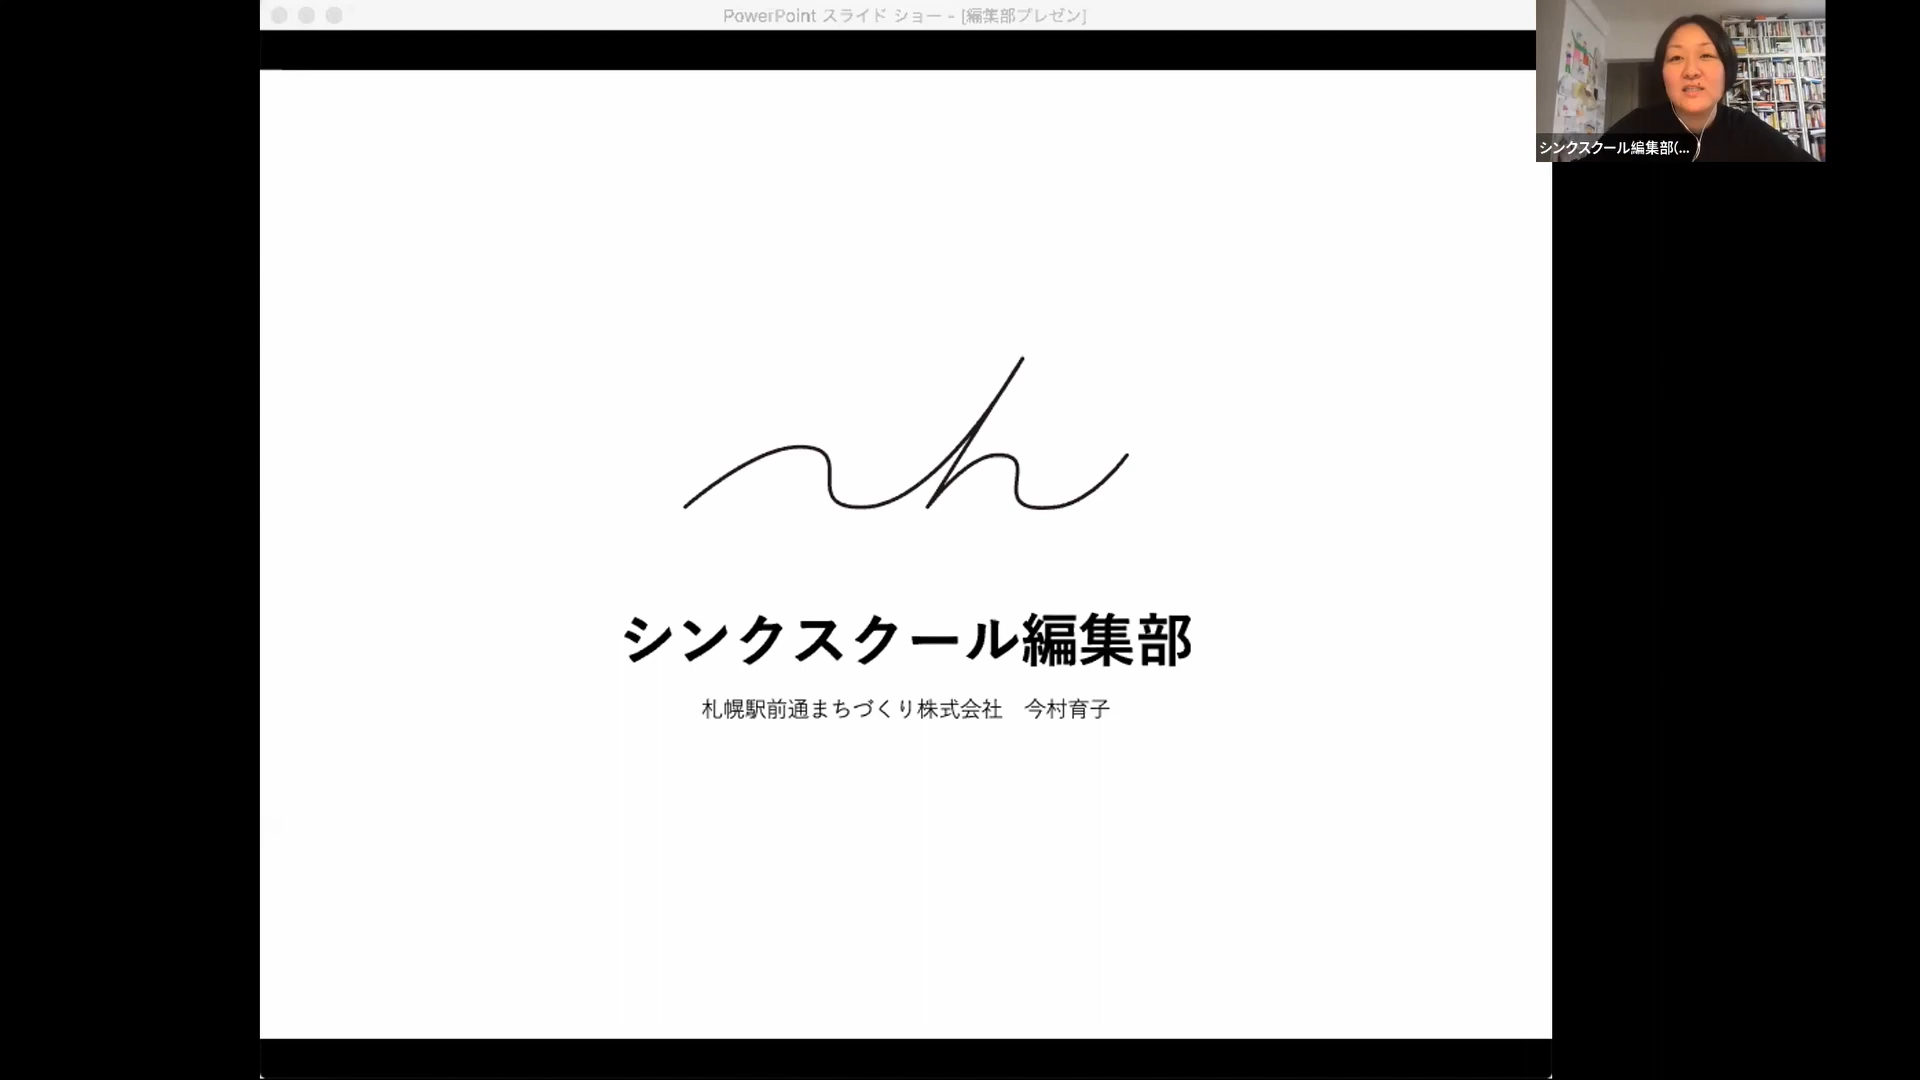 PowerPoint スライド ショー - [編集部プレゼン]
シンクスクール編集部(...
シンクスクール編集部
札幌駅前通まちづくり株式会社　今村育子